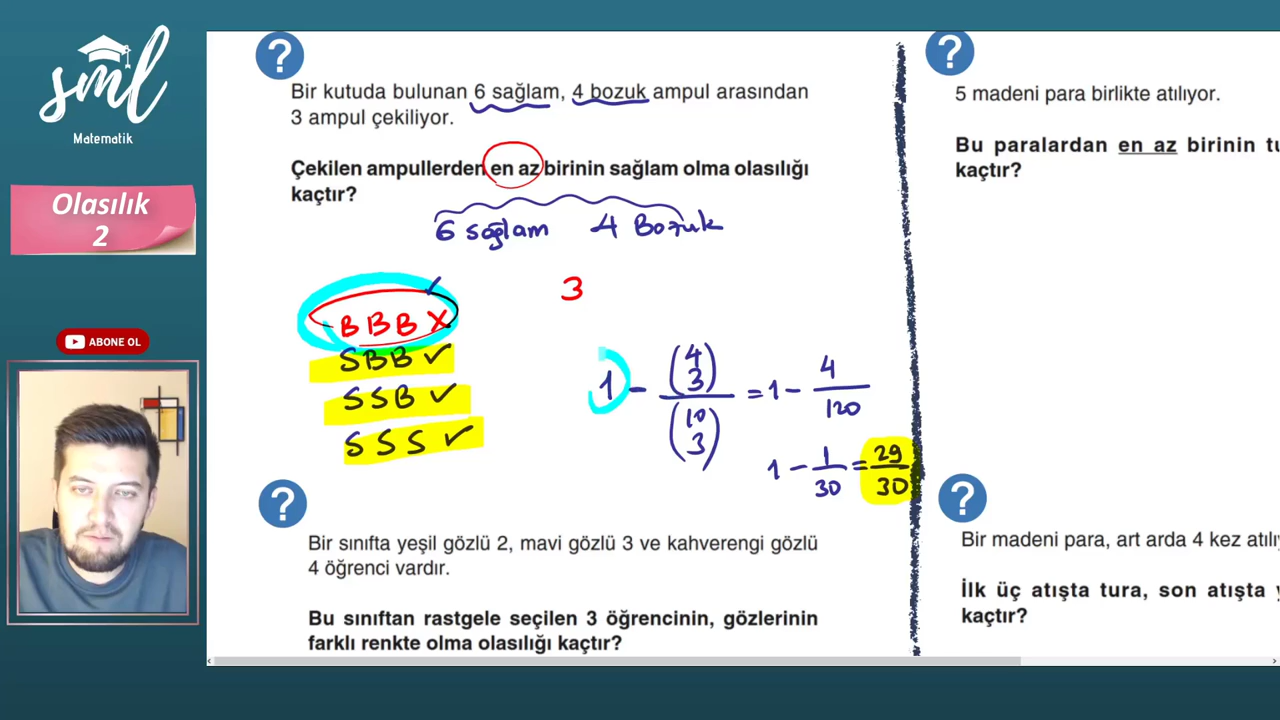 sml
Matematik
Olasılık
2
ABONE OL
?
Bir kutuda bulunan 6 sağlam, 4 bozuk ampul arasından
3 ampul çekiliyor.
Çekilen ampullerden en az birinin sağlam olma olasılığı
kaçtır?
6 sağlam 4 Bozuk
3
B B B X
S B B ✓
S S B ✓
S S S ✓
1 - (4 3) / (10 3) = 1 - 4/120
1 - 1/30 = 29/30
?
Bir sınıfta yeşil gözlü 2, mavi gözlü 3 ve kahverengi gözlü
4 öğrenci vardır.
Bu sınıftan rastgele seçilen 3 öğrencinin, gözlerinin
farklı renkte olma olasılığı kaçtır?
?
5 madeni para birlikte atılıyor.
Bu paralardan en az birinin tu
kaçtır?
?
Bir madeni para, art arda 4 kez atılı
İlk üç atışta tura, son atışta y
kaçtır?